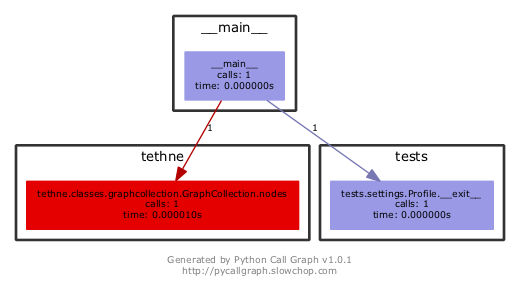 __main__
__main__
calls: 1
time: 0.000000s
1
1
tethne
tethne.classes.graphcollection.GraphCollection.nodes
calls: 1
time: 0.000010s
tests
tests.settings.Profile.__exit__
calls: 1
time: 0.000000s
Generated by Python Call Graph v1.0.1
http://pycallgraph.slowchop.com